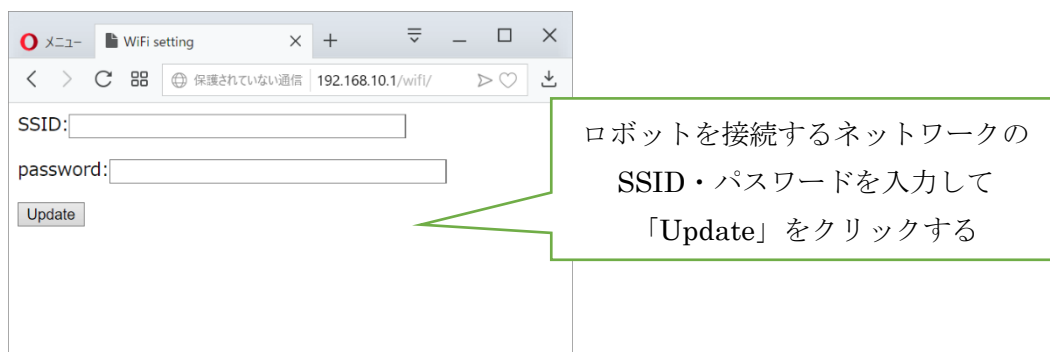 メニュー WiFi setting
保護されていない通信 192.168.10.1/wifi/
SSID:
password:
Update
ロボットを接続するネットワークの
SSID・パスワードを入力して
「Update」をクリックする